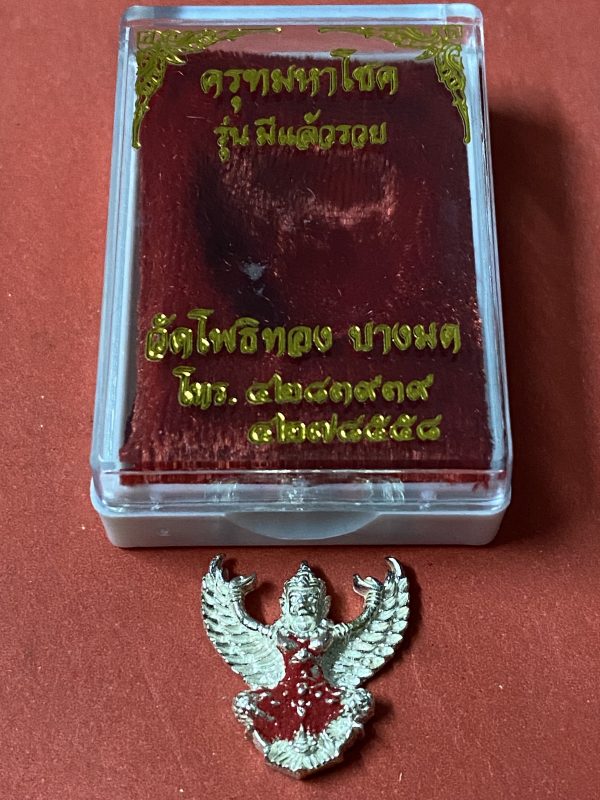 ครุฑมหาโชค
รุ่น มีแล้วรวย
วัดโพธิทอง บางมด
โทร. ๔๒๘๓๙๓๙
๔๒๗๘๕๕๘